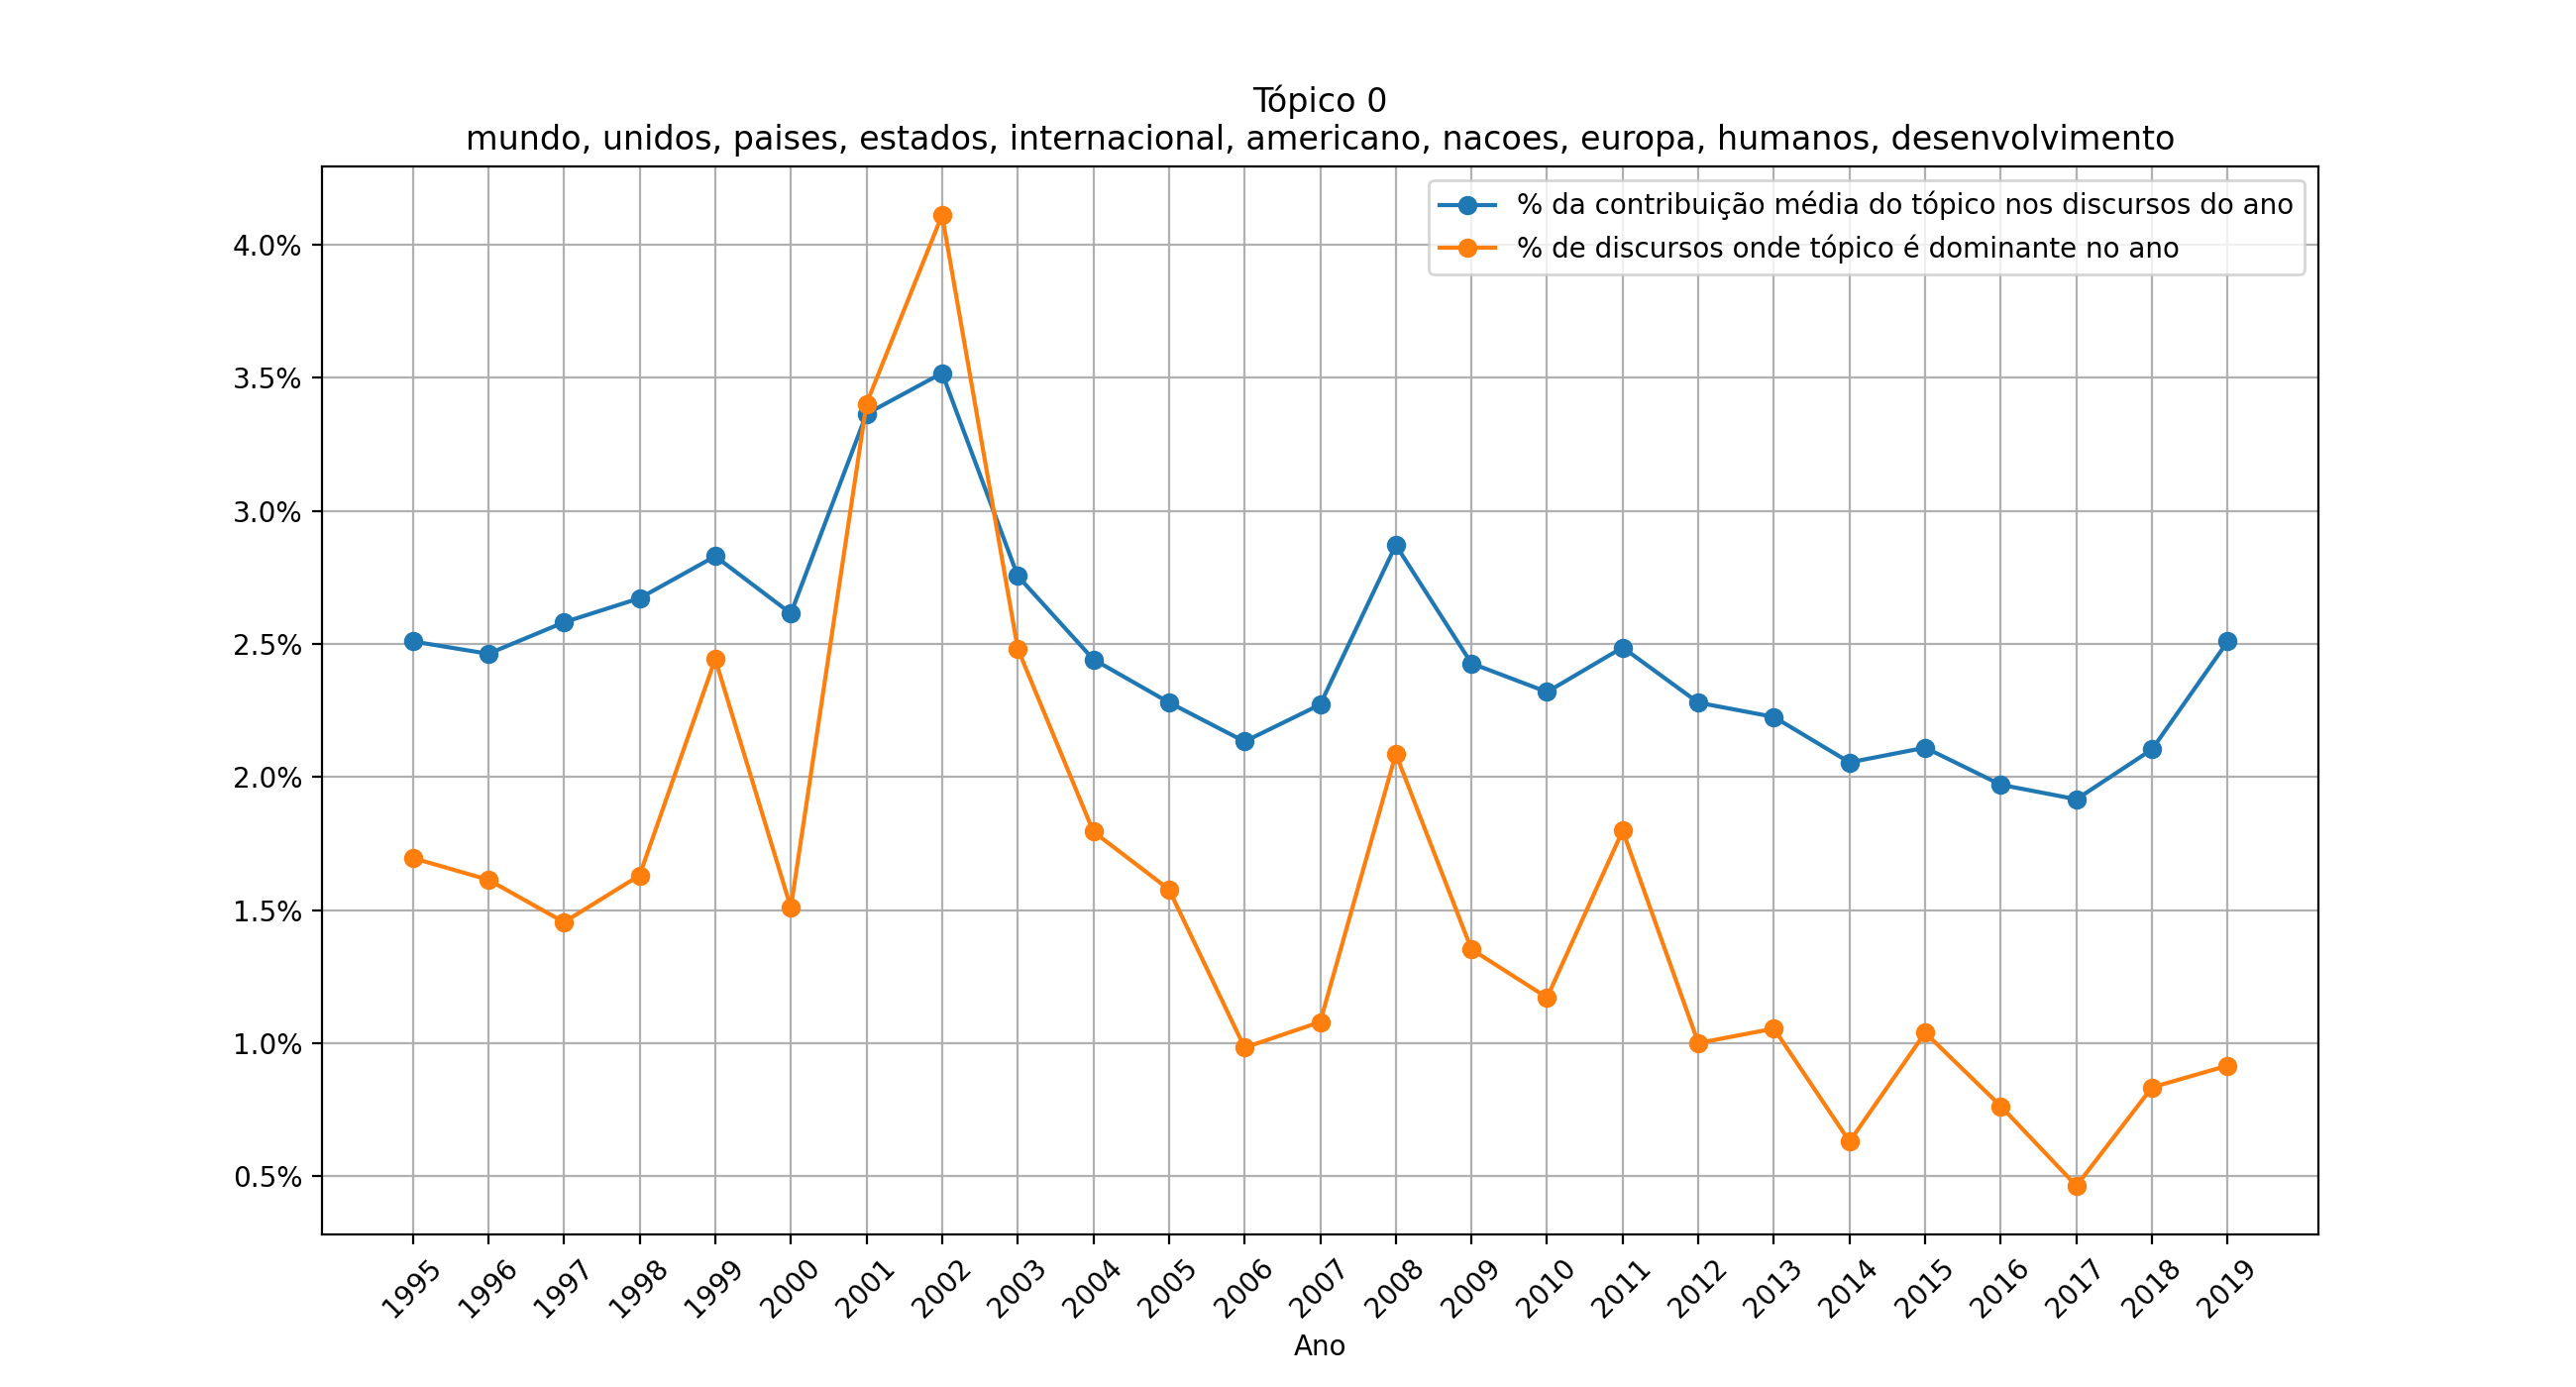 Tópico 0
mundo, unidos, paises, estados, internacional, americano, nacoes, europa, humanos, desenvolvimento
% da contribuição média do tópico nos discursos do ano
% de discursos onde tópico é dominante no ano
4.0%
3.5%
3.0%
2.5%
2.0%
1.5%
1.0%
0.5%
1995 1996 1997 1998 1999 2000 2001 2002 2003 2004 2005 2006 2007 2008 2009 2010 2011 2012 2013 2014 2015 2016 2017 2018 2019
Ano